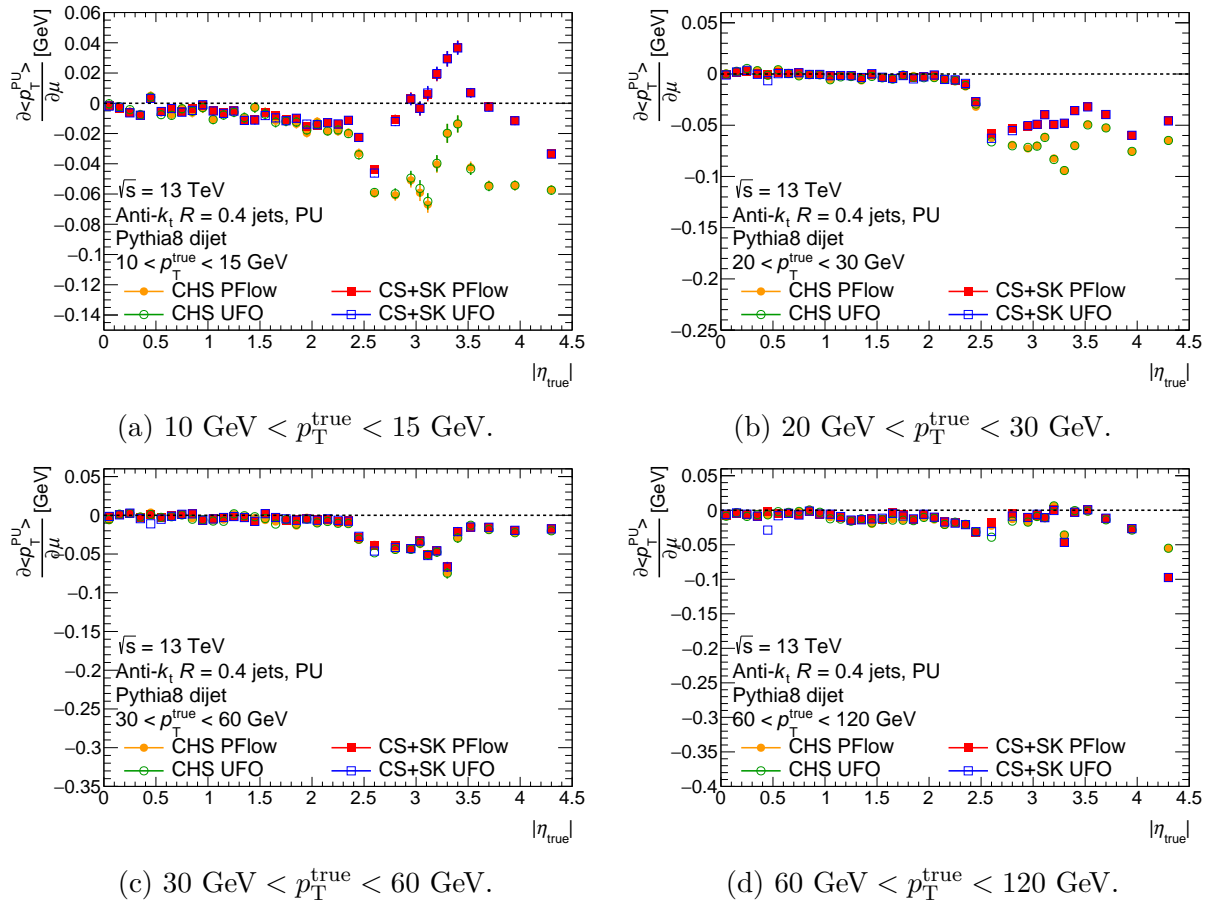 ∂<p_T^PU>/∂μ [GeV]
0.06
0.04
0.02
0
−0.02
−0.04
−0.06
−0.08
−0.1
−0.12
−0.14
√s = 13 TeV
Anti-k_t R = 0.4 jets, PU
Pythia8 dijet
10 < p_T^true < 15 GeV
CHS PFlow
CS+SK PFlow
CHS UFO
CS+SK UFO
0 0.5 1 1.5 2 2.5 3 3.5 4 4.5
|η_true|
(a) 10 GeV < p_T^true < 15 GeV.
∂<p_T^PU>/∂μ [GeV]
0.05
0
−0.05
−0.1
−0.15
−0.2
−0.25
√s = 13 TeV
Anti-k_t R = 0.4 jets, PU
Pythia8 dijet
20 < p_T^true < 30 GeV
CHS PFlow
CS+SK PFlow
CHS UFO
CS+SK UFO
0 0.5 1 1.5 2 2.5 3 3.5 4 4.5
|η_true|
(b) 20 GeV < p_T^true < 30 GeV.
∂<p_T^PU>/∂μ [GeV]
0.05
0
−0.05
−0.1
−0.15
−0.2
−0.25
−0.3
−0.35
√s = 13 TeV
Anti-k_t R = 0.4 jets, PU
Pythia8 dijet
30 < p_T^true < 60 GeV
CHS PFlow
CS+SK PFlow
CHS UFO
CS+SK UFO
0 0.5 1 1.5 2 2.5 3 3.5 4 4.5
|η_true|
(c) 30 GeV < p_T^true < 60 GeV.
∂<p_T^PU>/∂μ [GeV]
0.05
0
−0.05
−0.1
−0.15
−0.2
−0.25
−0.3
−0.35
−0.4
√s = 13 TeV
Anti-k_t R = 0.4 jets, PU
Pythia8 dijet
60 < p_T^true < 120 GeV
CHS PFlow
CS+SK PFlow
CHS UFO
CS+SK UFO
0 0.5 1 1.5 2 2.5 3 3.5 4 4.5
|η_true|
(d) 60 GeV < p_T^true < 120 GeV.